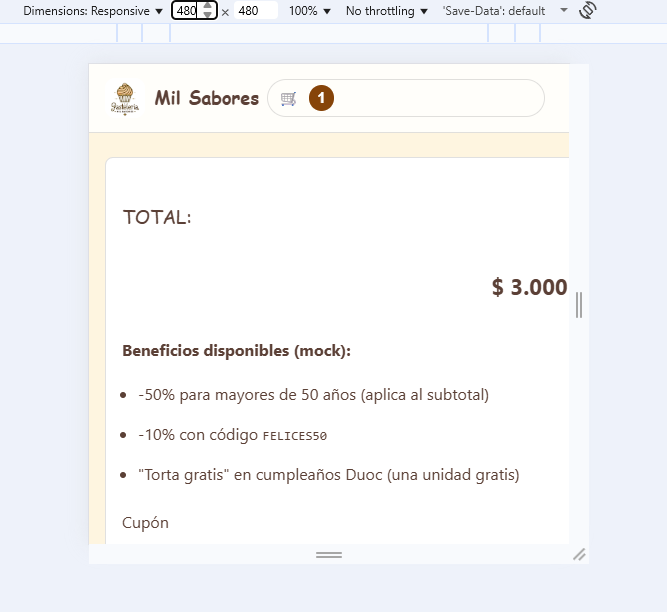 Dimensions: Responsive ▼ 480 × 480 100% ▼ No throttling ▼ 'Save-Data': default
Mil Sabores 1
TOTAL:
$ 3.000
Beneficios disponibles (mock):
• -50% para mayores de 50 años (aplica al subtotal)
• -10% con código FELICES50
• "Torta gratis" en cumpleaños Duoc (una unidad gratis)
Cupón